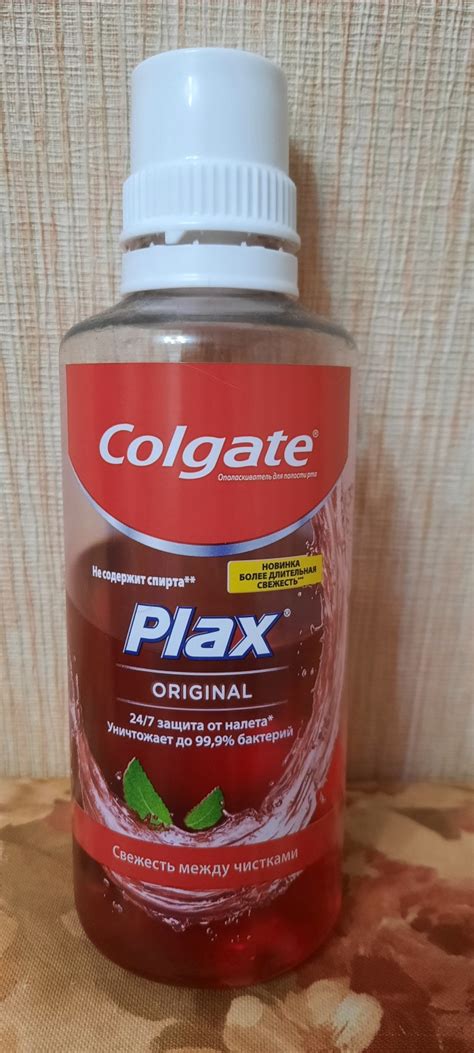 Colgate®
Ополаскиватель для полости рта
Не содержит спирта**
НОВИНКА
БОЛЕЕ ДЛИТЕЛЬНАЯ
СВЕЖЕСТЬ***
Plax®
ORIGINAL
24/7 защита от налета*
Уничтожает до 99,9% бактерий
Свежесть между чистками